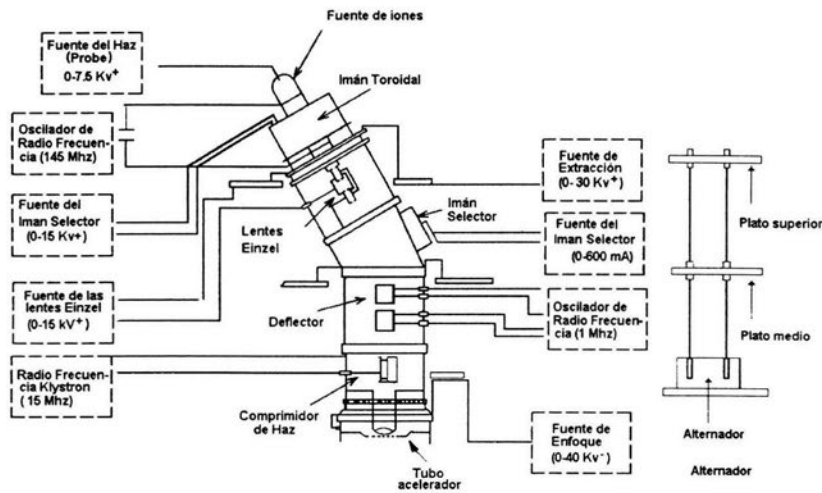 Fuente de iones
Fuente del Haz
(Probe)
0-7.5 Kv+
Imán Toroidal
Oscilador de
Radio Frecuen-
cia (145 Mhz)
Fuente de
Extracción
(0-30 Kv+)
Plato superior
Fuente del
Iman Selector
(0-15 Kv+)
Lentes
Einzel
Imán
Selector
Fuente del
Iman Selector
(0-600 mA)
Fuente de las
lentes Einzel
(0-15 kV+)
Deflector
Oscilador de
Radio Frecuen-
cia (1 Mhz)
Plato medio
Radio Frecuen-
cia Klystron
(15 Mhz)
Comprimidor
de Haz
Fuente de
Enfoque
(0-40 Kv-)
Tubo
acelerador
Alternador
Alternador